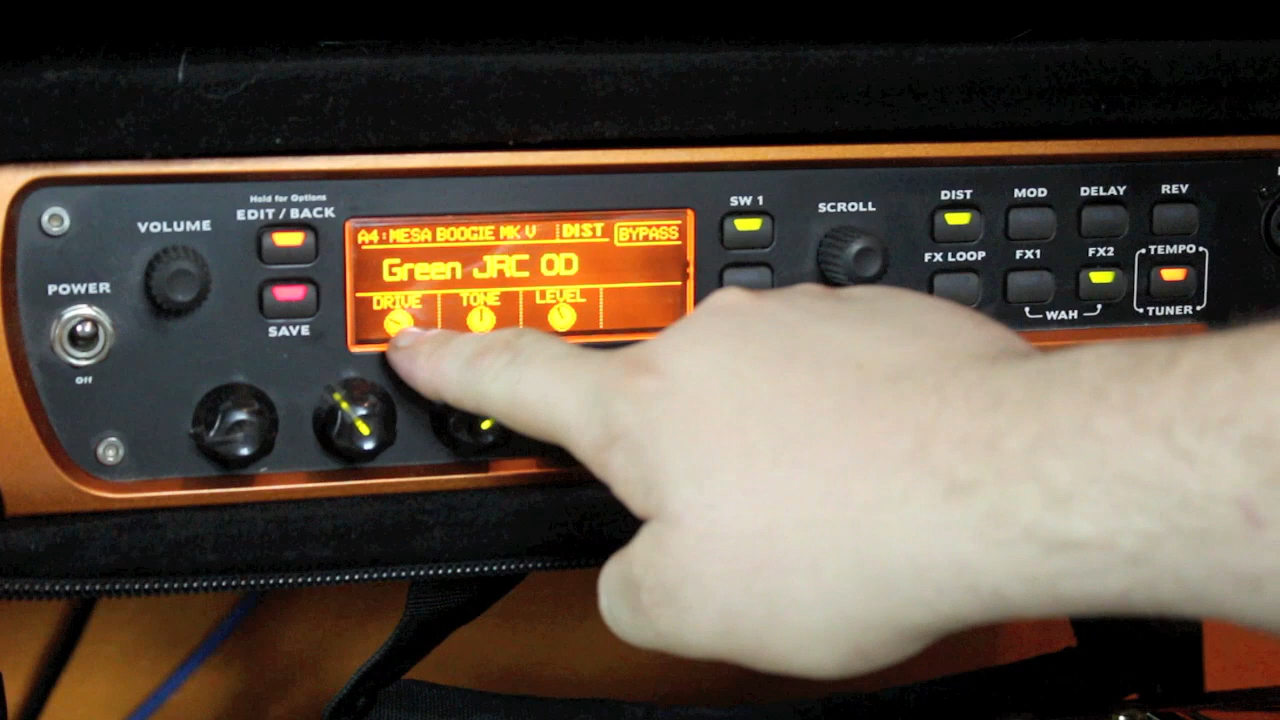 Hold for Options
EDIT / BACK
VOLUME
POWER
Off
SAVE
A4: MESA BOOGIE MK V DIST BYPASS
Green JRC OD
DRIVE TONE LEVEL
SW 1
SCROLL
DIST MOD DELAY REV
FX LOOP FX1 FX2 TEMPO
WAH TUNER